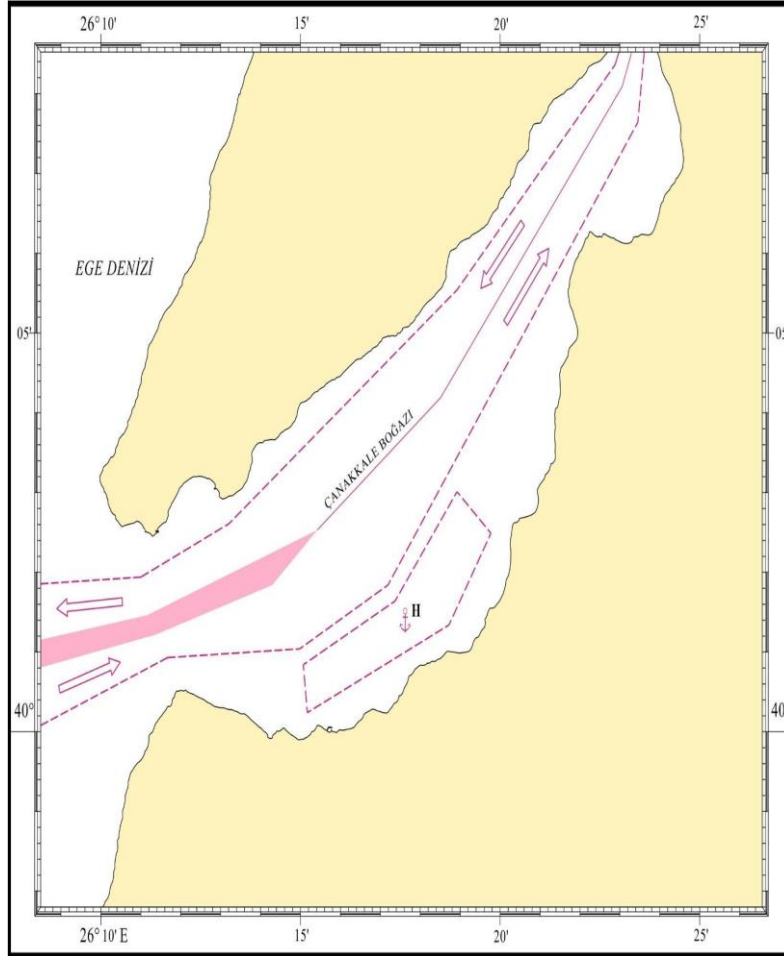 26° 10' 15' 20' 25'
EGE DENİZİ
05' 05'
ÇANAKKALE BOĞAZI
H
40° 40°
26° 10' E 15' 20' 25'